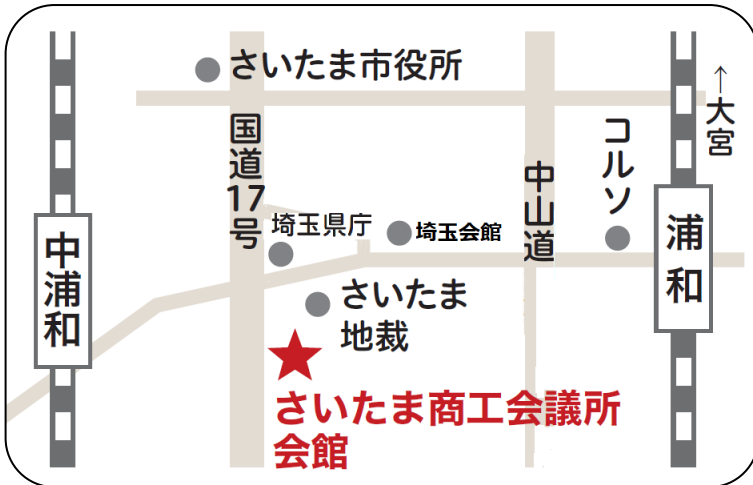 さいたま市役所
↑大宮
国道17号
コルソ
中山道
埼玉県庁
埼玉会館
浦和
中浦和
さいたま
地裁
さいたま商工会議所
会館